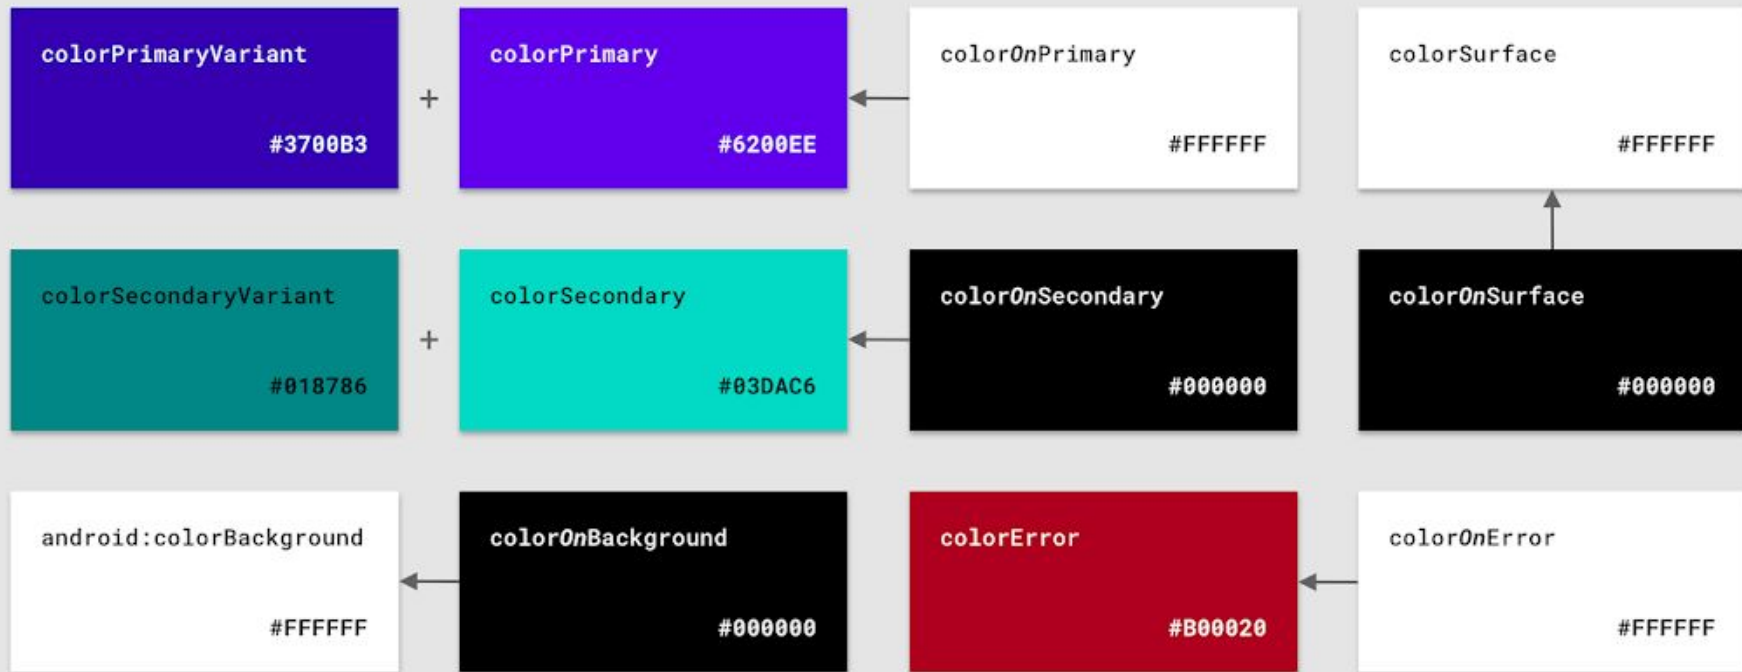 colorPrimaryVariant
#3700B3
+
colorPrimary
#6200EE
colorOnPrimary
#FFFFFF
colorSurface
#FFFFFF
colorSecondaryVariant
#018786
+
colorSecondary
#03DAC6
colorOnSecondary
#000000
colorOnSurface
#000000
android:colorBackground
#FFFFFF
colorOnBackground
#000000
colorError
#B00020
colorOnError
#FFFFFF